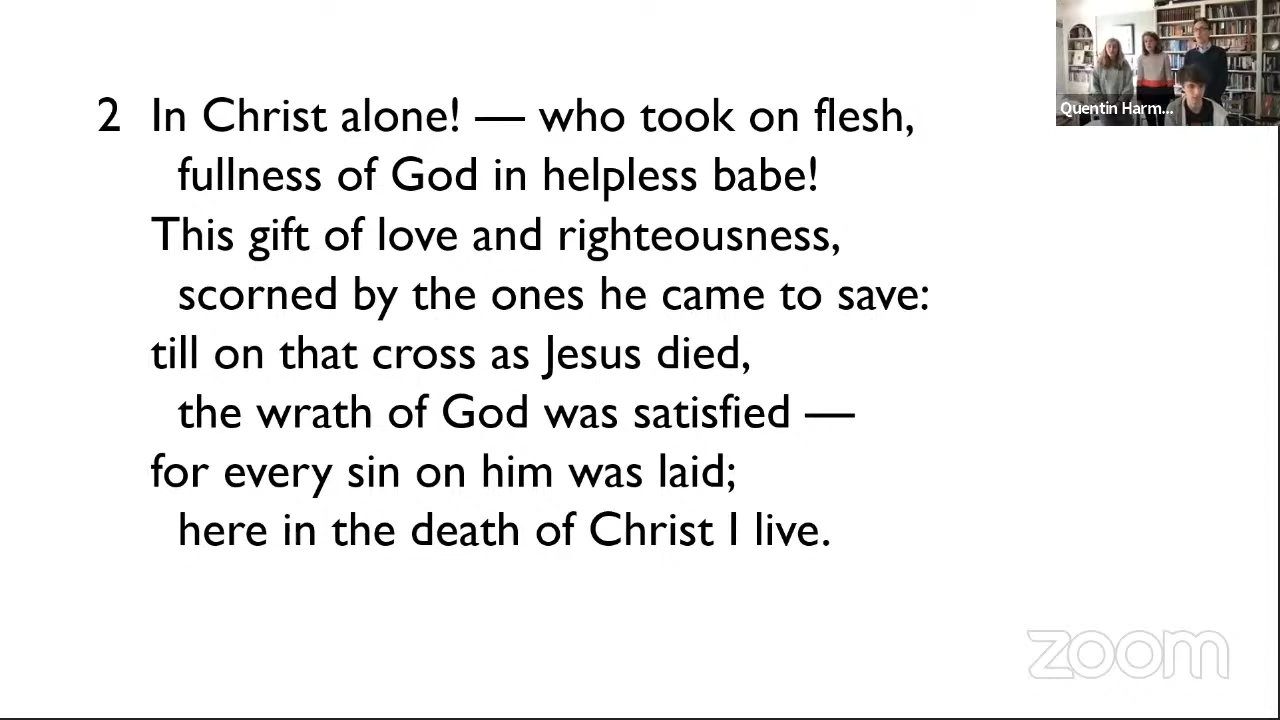 2 In Christ alone! — who took on flesh,
fullness of God in helpless babe!
This gift of love and righteousness,
scorned by the ones he came to save:
till on that cross as Jesus died,
the wrath of God was satisfied —
for every sin on him was laid;
here in the death of Christ I live.
Quentin Harm...
zoom